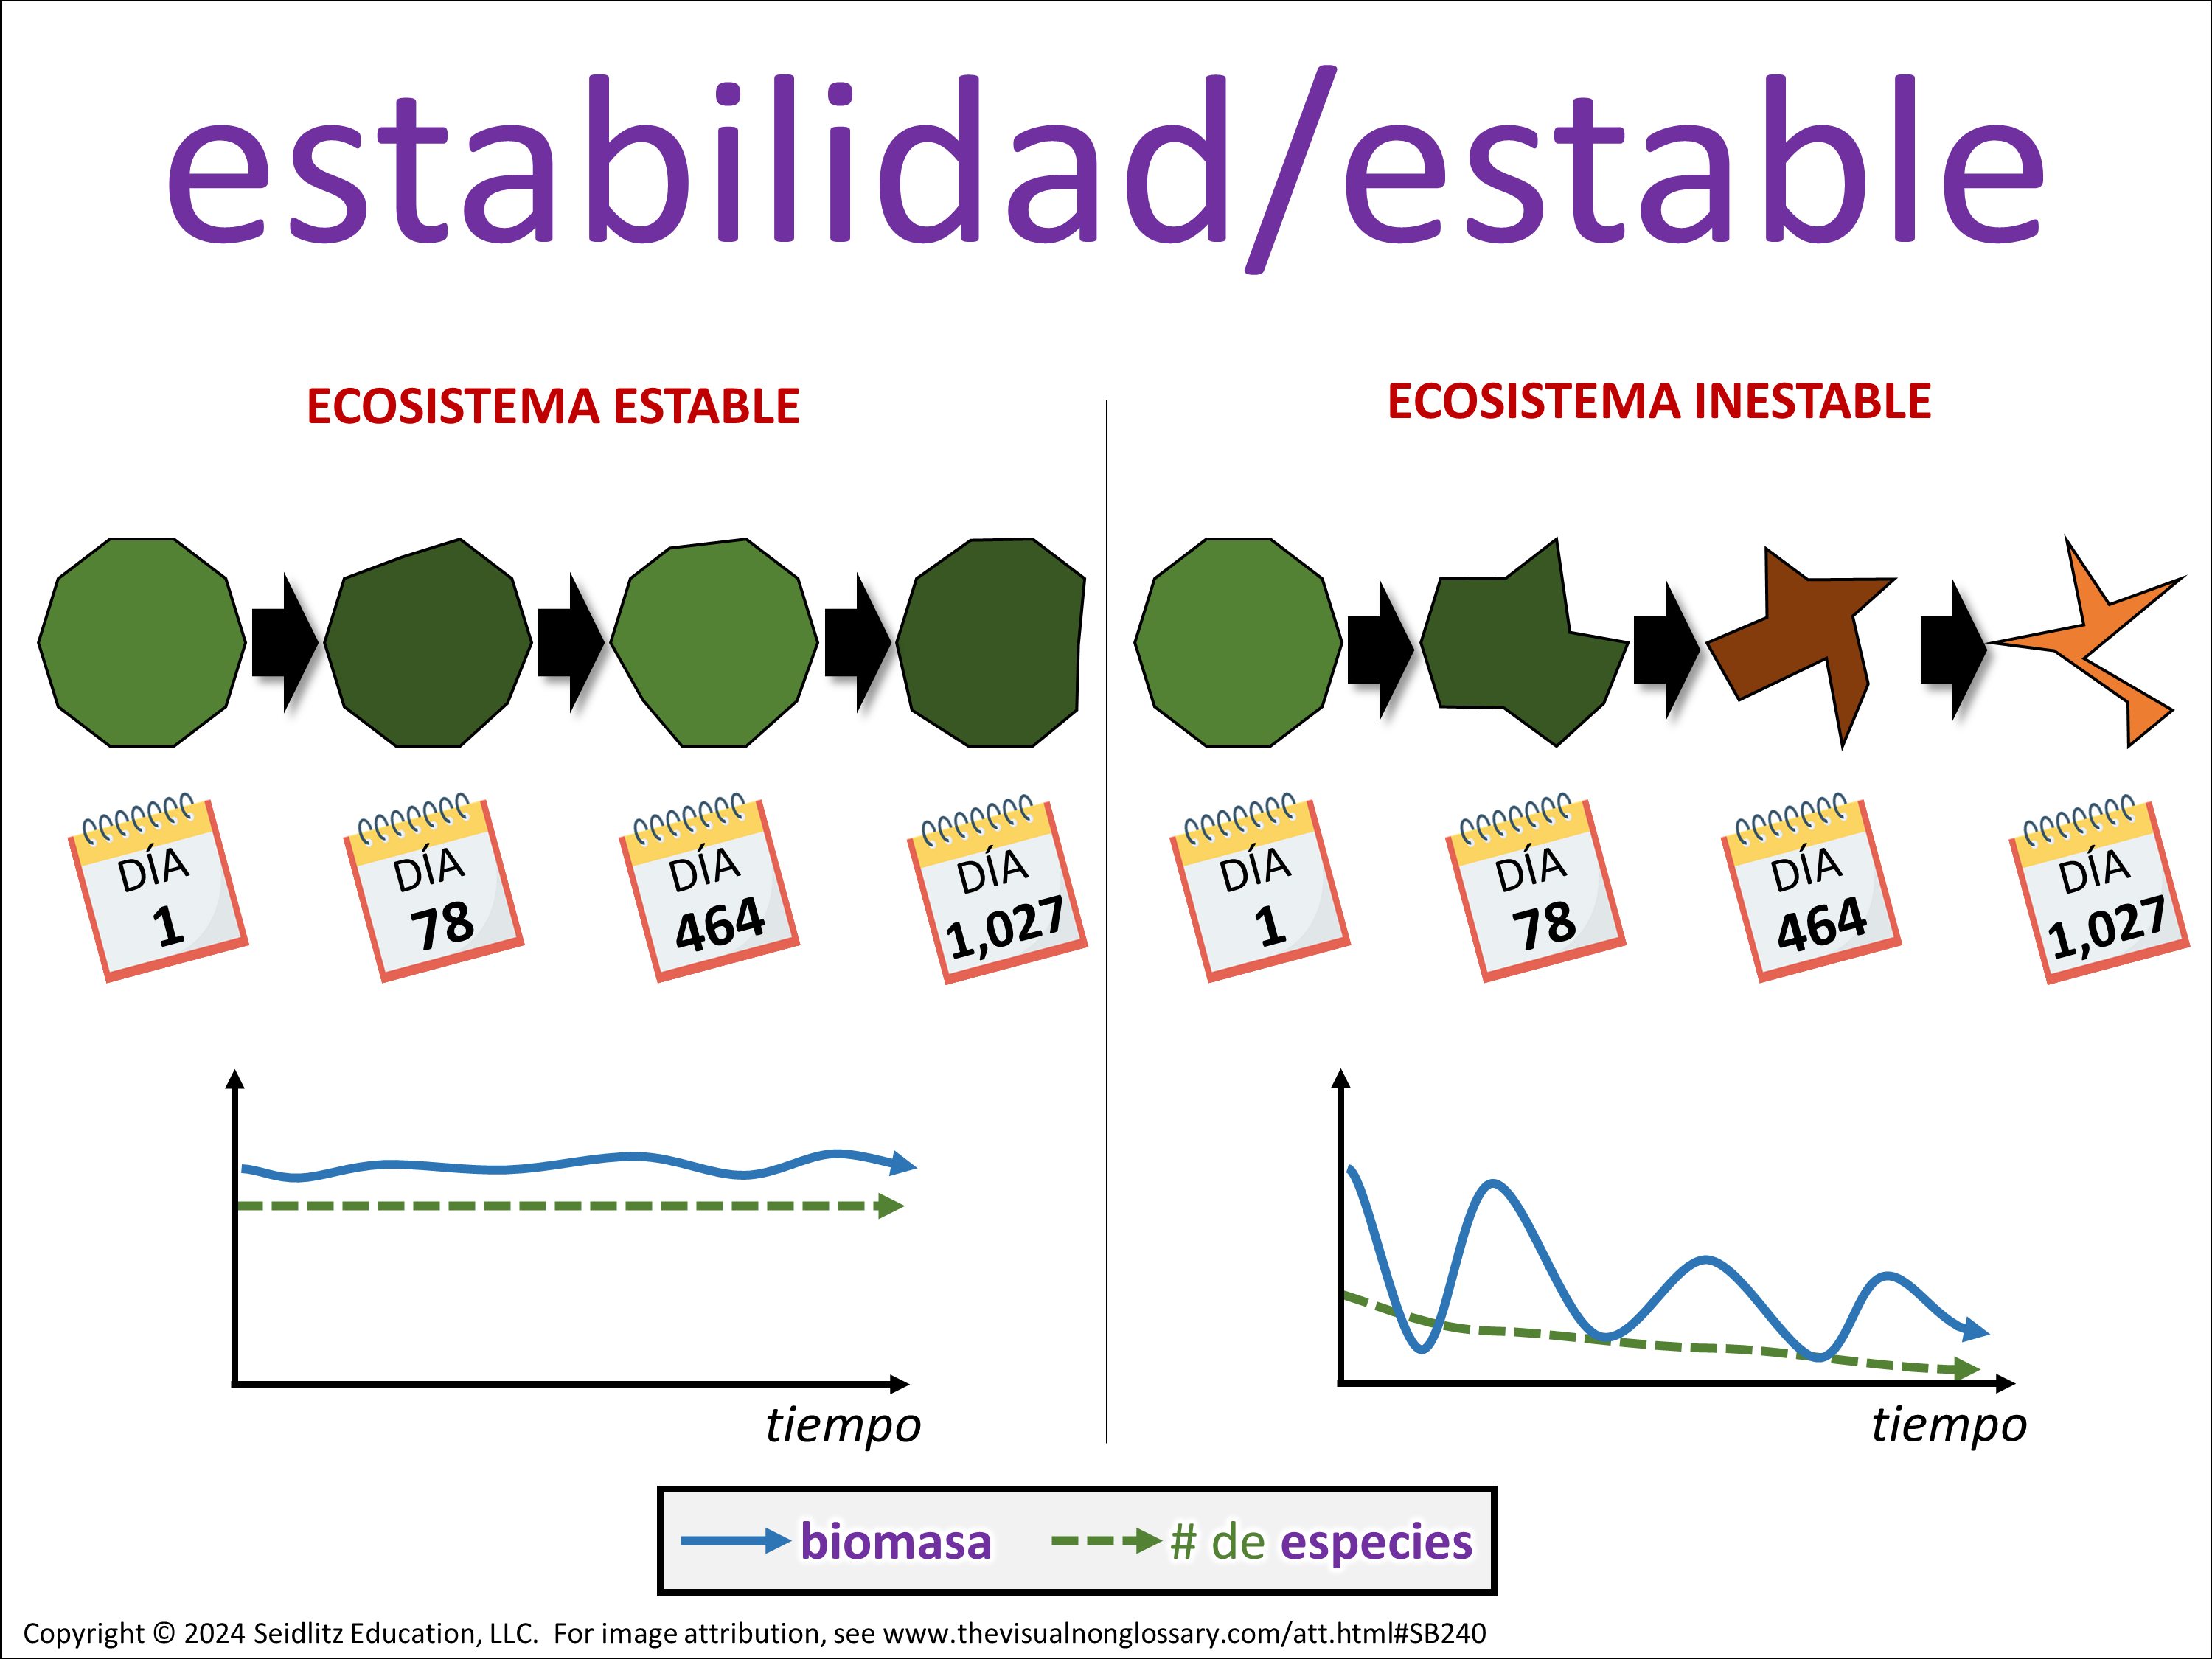 estabilidad/estable
ECOSISTEMA ESTABLE
DÍA
1
DÍA
78
DÍA
464
DÍA
1,027
tiempo
ECOSISTEMA INESTABLE
DÍA
1
DÍA
78
DÍA
464
DÍA
1,027
tiempo
biomasa
# de especies
Copyright © 2024 Seidlitz Education, LLC. For image attribution, see www.thevisualnonglossary.com/att.html#SB240